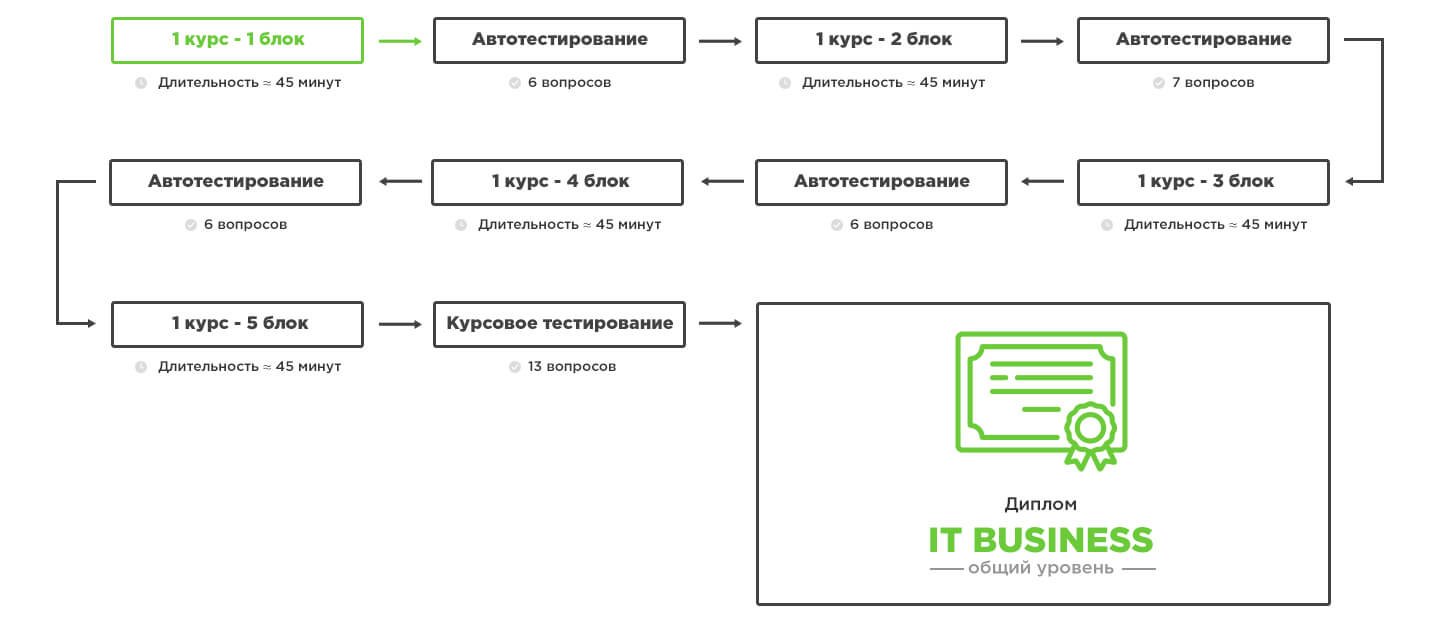 1 курс - 1 блок
Длительность ≈ 45 минут
Автотестирование
6 вопросов
1 курс - 2 блок
Длительность ≈ 45 минут
Автотестирование
7 вопросов
1 курс - 3 блок
Длительность ≈ 45 минут
Автотестирование
6 вопросов
1 курс - 4 блок
Длительность ≈ 45 минут
Автотестирование
6 вопросов
1 курс - 5 блок
Длительность ≈ 45 минут
Курсовое тестирование
13 вопросов
Диплом
IT BUSINESS
общий уровень